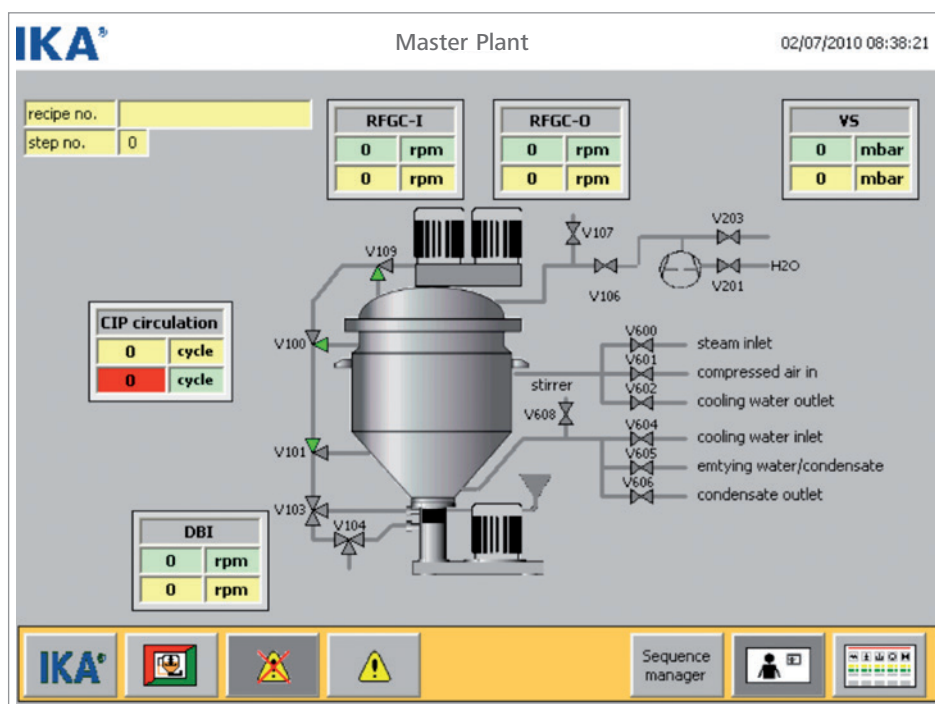 IKA®
Master Plant
02/07/2010 08:38:21
recipe no.
step no. 0
RFGC-I
0 rpm
0 rpm
RFGC-O
0 rpm
0 rpm
VS
0 mbar
0 mbar
V109
V107
V203
V106
V201
H2O
CIP circulation
0 cycle
0 cycle
V100
V600
steam inlet
V601
compressed air in
stirrer
V602
cooling water outlet
V608
V604
cooling water inlet
V101
V605
emtying water/condensate
V606
condensate outlet
V103
V104
DBI
0 rpm
0 rpm
IKA®
Sequence
manager